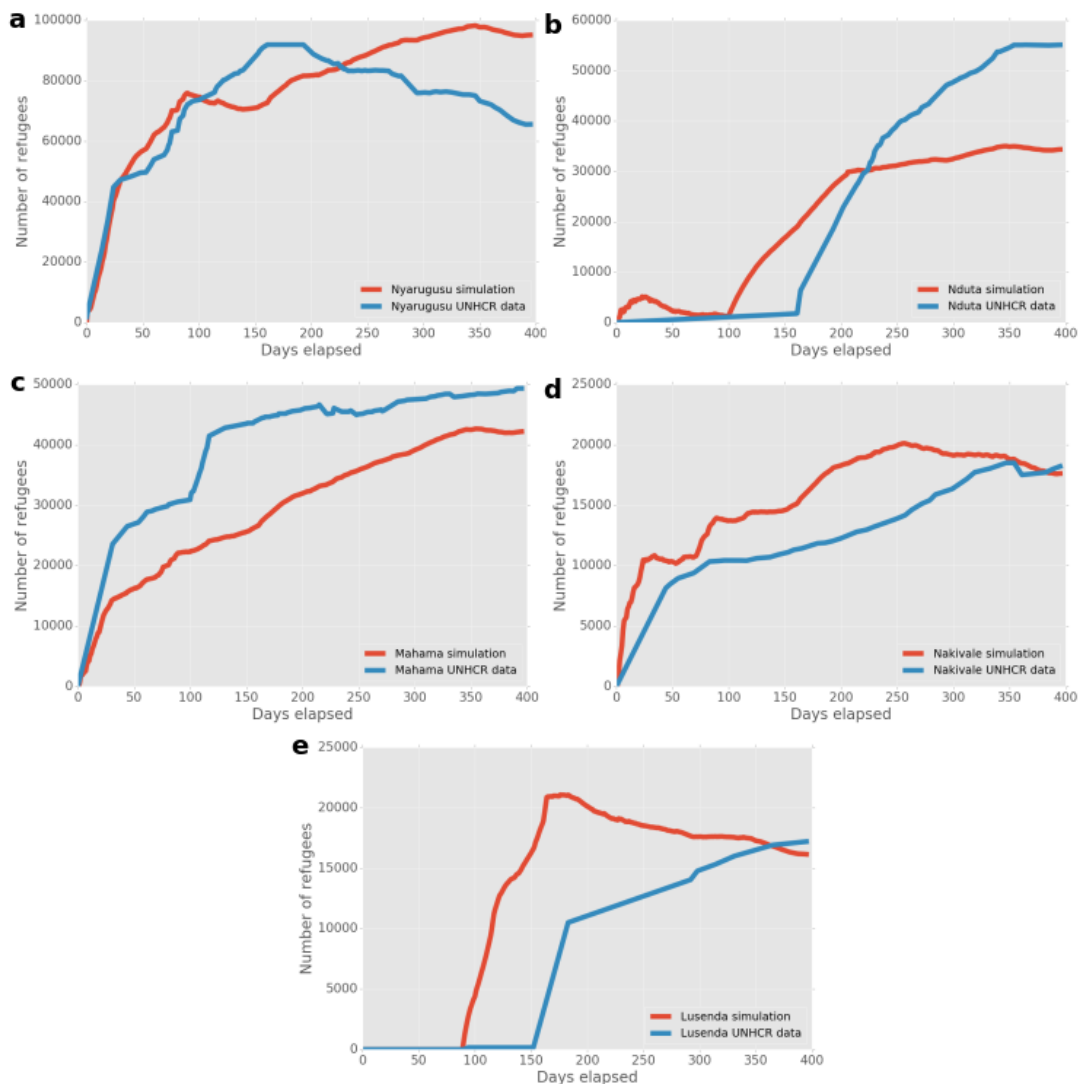 a
100000
80000
60000
40000
20000
0
Number of refugees
Nyarugusu simulation
Nyarugusu UNHCR data
0 50 100 150 200 250 300 350 400
Days elapsed
b
60000
50000
40000
30000
20000
10000
0
Number of refugees
Nduta simulation
Nduta UNHCR data
0 50 100 150 200 250 300 350 400
Days elapsed
c
50000
40000
30000
20000
10000
0
Number of refugees
Mahama simulation
Mahama UNHCR data
0 50 100 150 200 250 300 350 400
Days elapsed
d
25000
20000
15000
10000
5000
0
Number of refugees
Nakivale simulation
Nakivale UNHCR data
0 50 100 150 200 250 300 350 400
Days elapsed
e
25000
20000
15000
10000
5000
0
Number of refugees
Lusenda simulation
Lusenda UNHCR data
0 50 100 150 200 250 300 350 400
Days elapsed